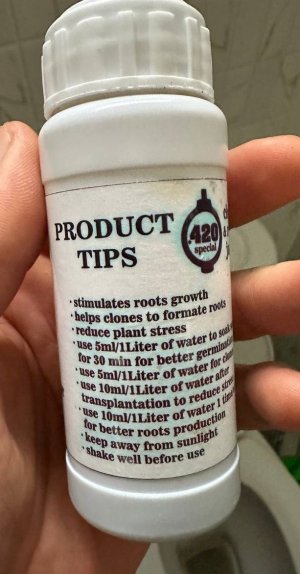 PRODUCT
TIPS
.420
special
· stimulates roots growth
· helps clones to formate roots
· reduce plant stress
· use 5ml/1Liter of water to soak
for 30 min for better
· use 5ml/1Liter of water for
· use 10ml/1Liter of water after
transplantation to reduce
· use 10ml/1Liter of water 1
for better roots production
· keep away from sunlight
· shake well before use